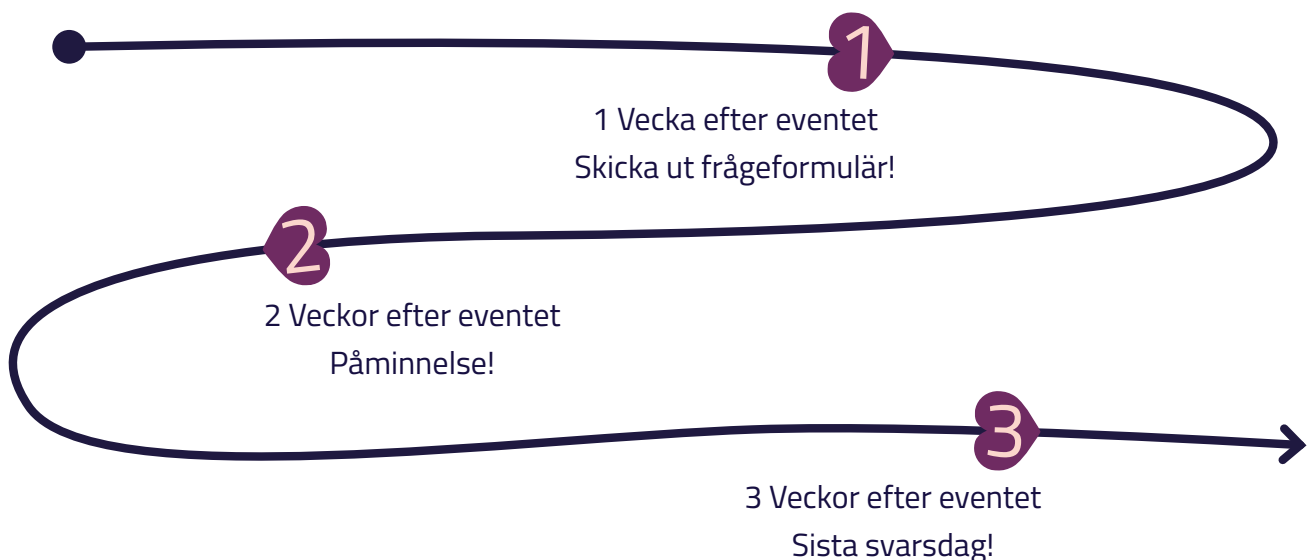 1
1 Vecka efter eventet
Skicka ut frågeformulär!
2
2 Veckor efter eventet
Påminnelse!
3
3 Veckor efter eventet
Sista svarsdag!